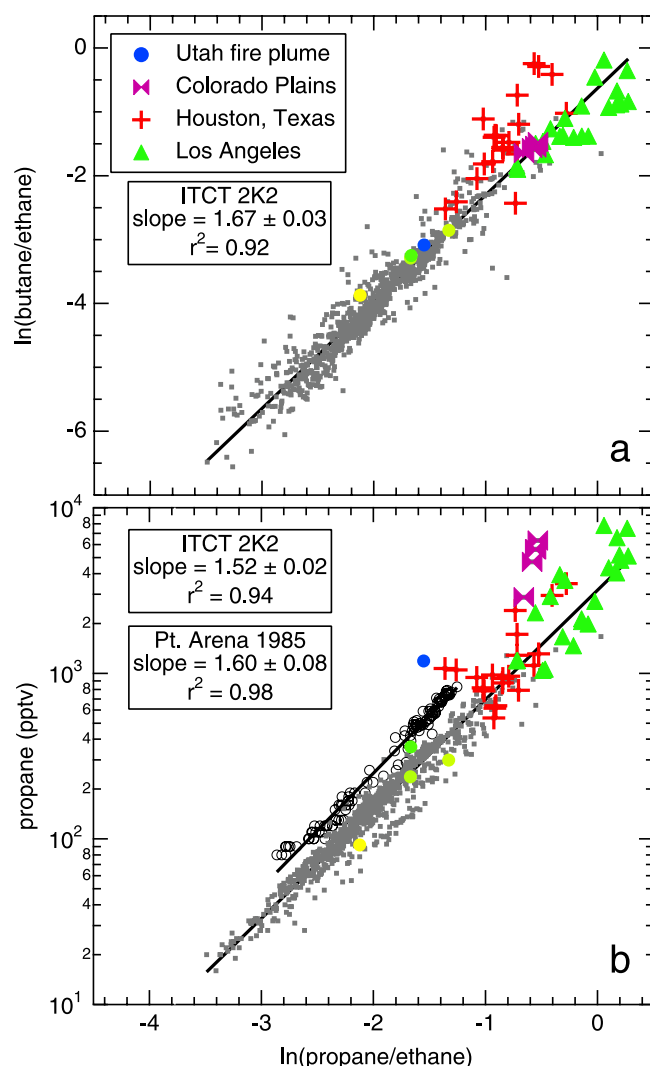 a
0
-2
-4
-6
ln(butane/ethane)
Utah fire plume
Colorado Plains
Houston, Texas
Los Angeles
ITCT 2K2
slope = 1.67 ± 0.03
r² = 0.92
b
10⁴
8
6
4
2
10³
8
6
4
2
10²
8
6
4
2
10¹
propane (pptv)
ITCT 2K2
slope = 1.52 ± 0.02
r² = 0.94
Pt. Arena 1985
slope = 1.60 ± 0.08
r² = 0.98
-4
-3
-2
-1
0
ln(propane/ethane)